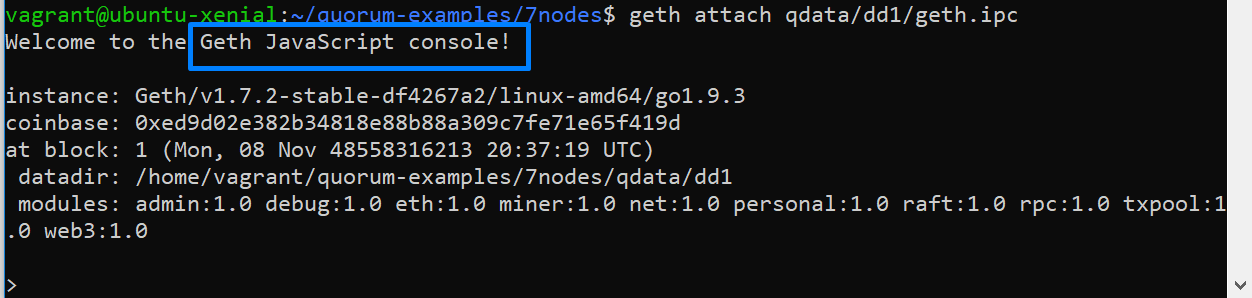 vagrant@ubuntu-xenial:~/quorum-examples/7nodes$ geth attach qdata/dd1/geth.ipc
Welcome to the Geth JavaScript console!
instance: Geth/v1.7.2-stable-df4267a2/linux-amd64/go1.9.3
coinbase: 0xed9d02e382b34818e88b88a309c7fe71e65f419d
at block: 1 (Mon, 08 Nov 48558316213 20:37:19 UTC)
 datadir: /home/vagrant/quorum-examples/7nodes/qdata/dd1
 modules: admin:1.0 debug:1.0 eth:1.0 miner:1.0 net:1.0 personal:1.0 raft:1.0 rpc:1.0 txpool:1
.0 web3:1.0
>